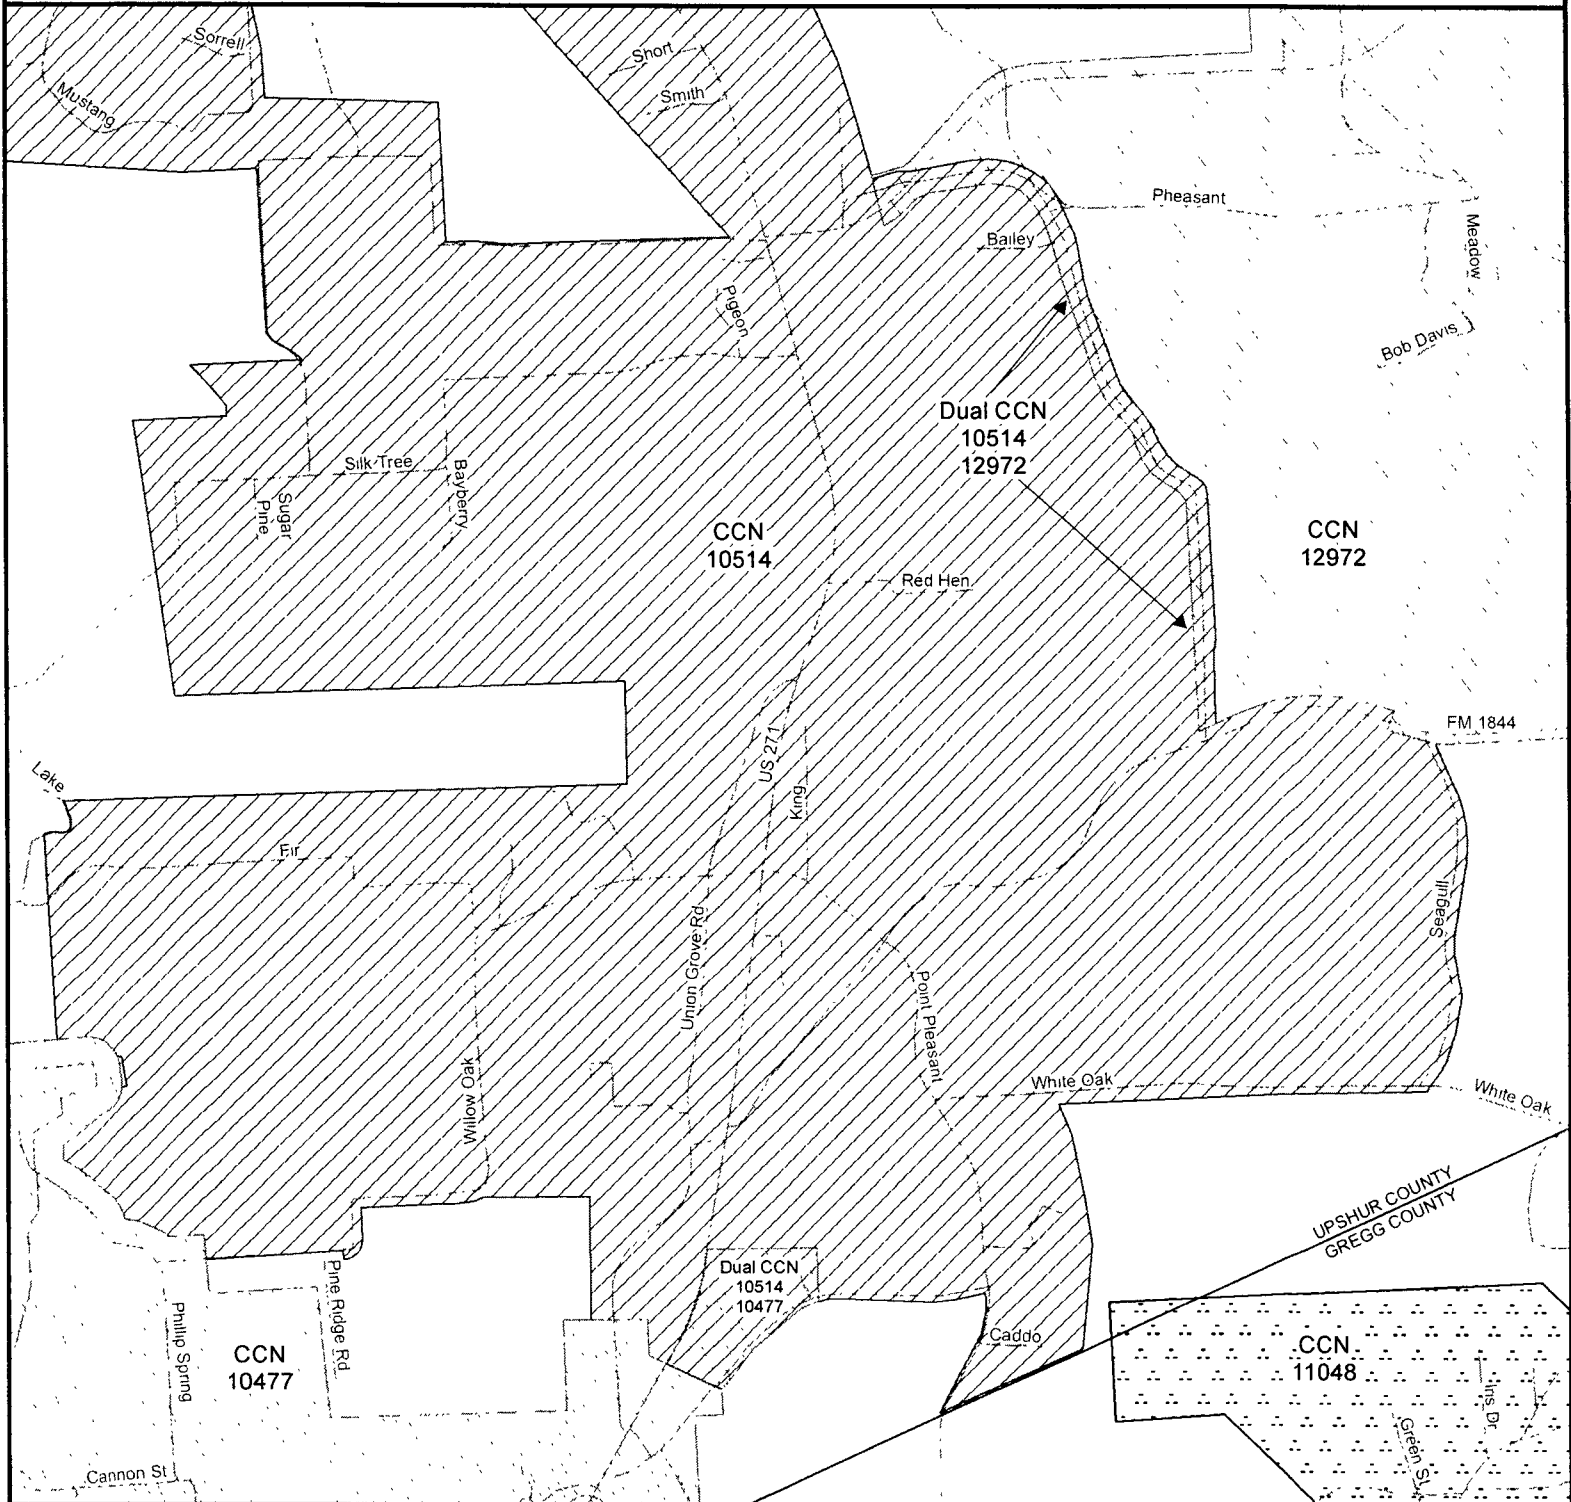 Sorrell
Mustang
Short
Smith
Pheasant
Meadow
Bailey
Pigeon
Bob Davis
Dual CCN
10514
12972
Silk Tree
Bayberry
Sugar
Pine
CCN
10514
CCN
12972
Red Hen
FM 1844
US 271
Lake
King
Fir
Seagull
Union Grove Rd
Point Pleasant
Willow Oak
White Oak
White Oak
UPSHUR COUNTY
GREGG COUNTY
Dual CCN
10514
10477
Pine Ridge Rd
Phillip Spring
CCN
10477
Caddo
CCN
11048
Iris Dr
Green St
Cannon St